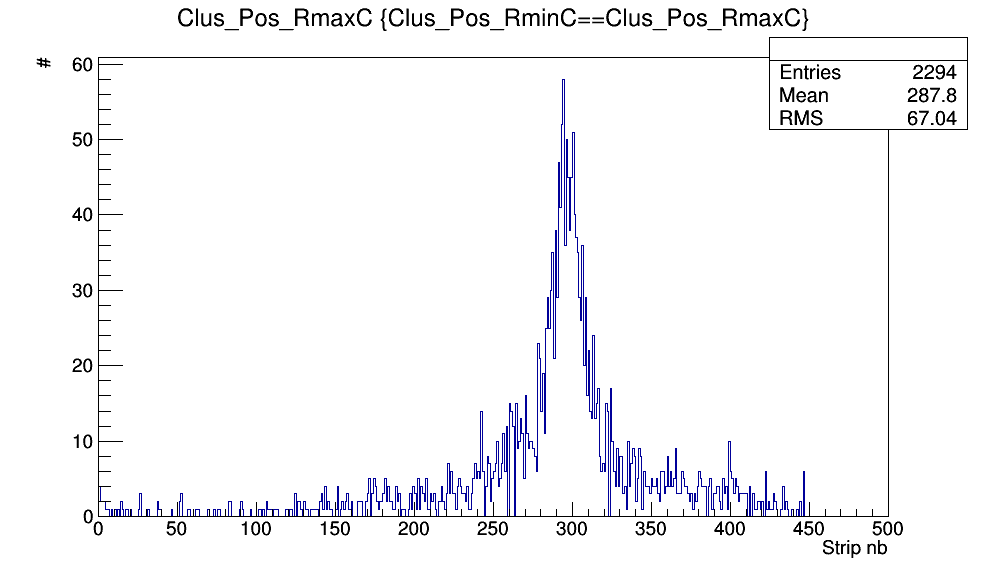 Clus_Pos_RmaxC {Clus_Pos_RminC==Clus_Pos_RmaxC}
#
Entries 2294
Mean 287.8
RMS 67.04
60
50
40
30
20
10
0
0 50 100 150 200 250 300 350 400 450 500
Strip nb